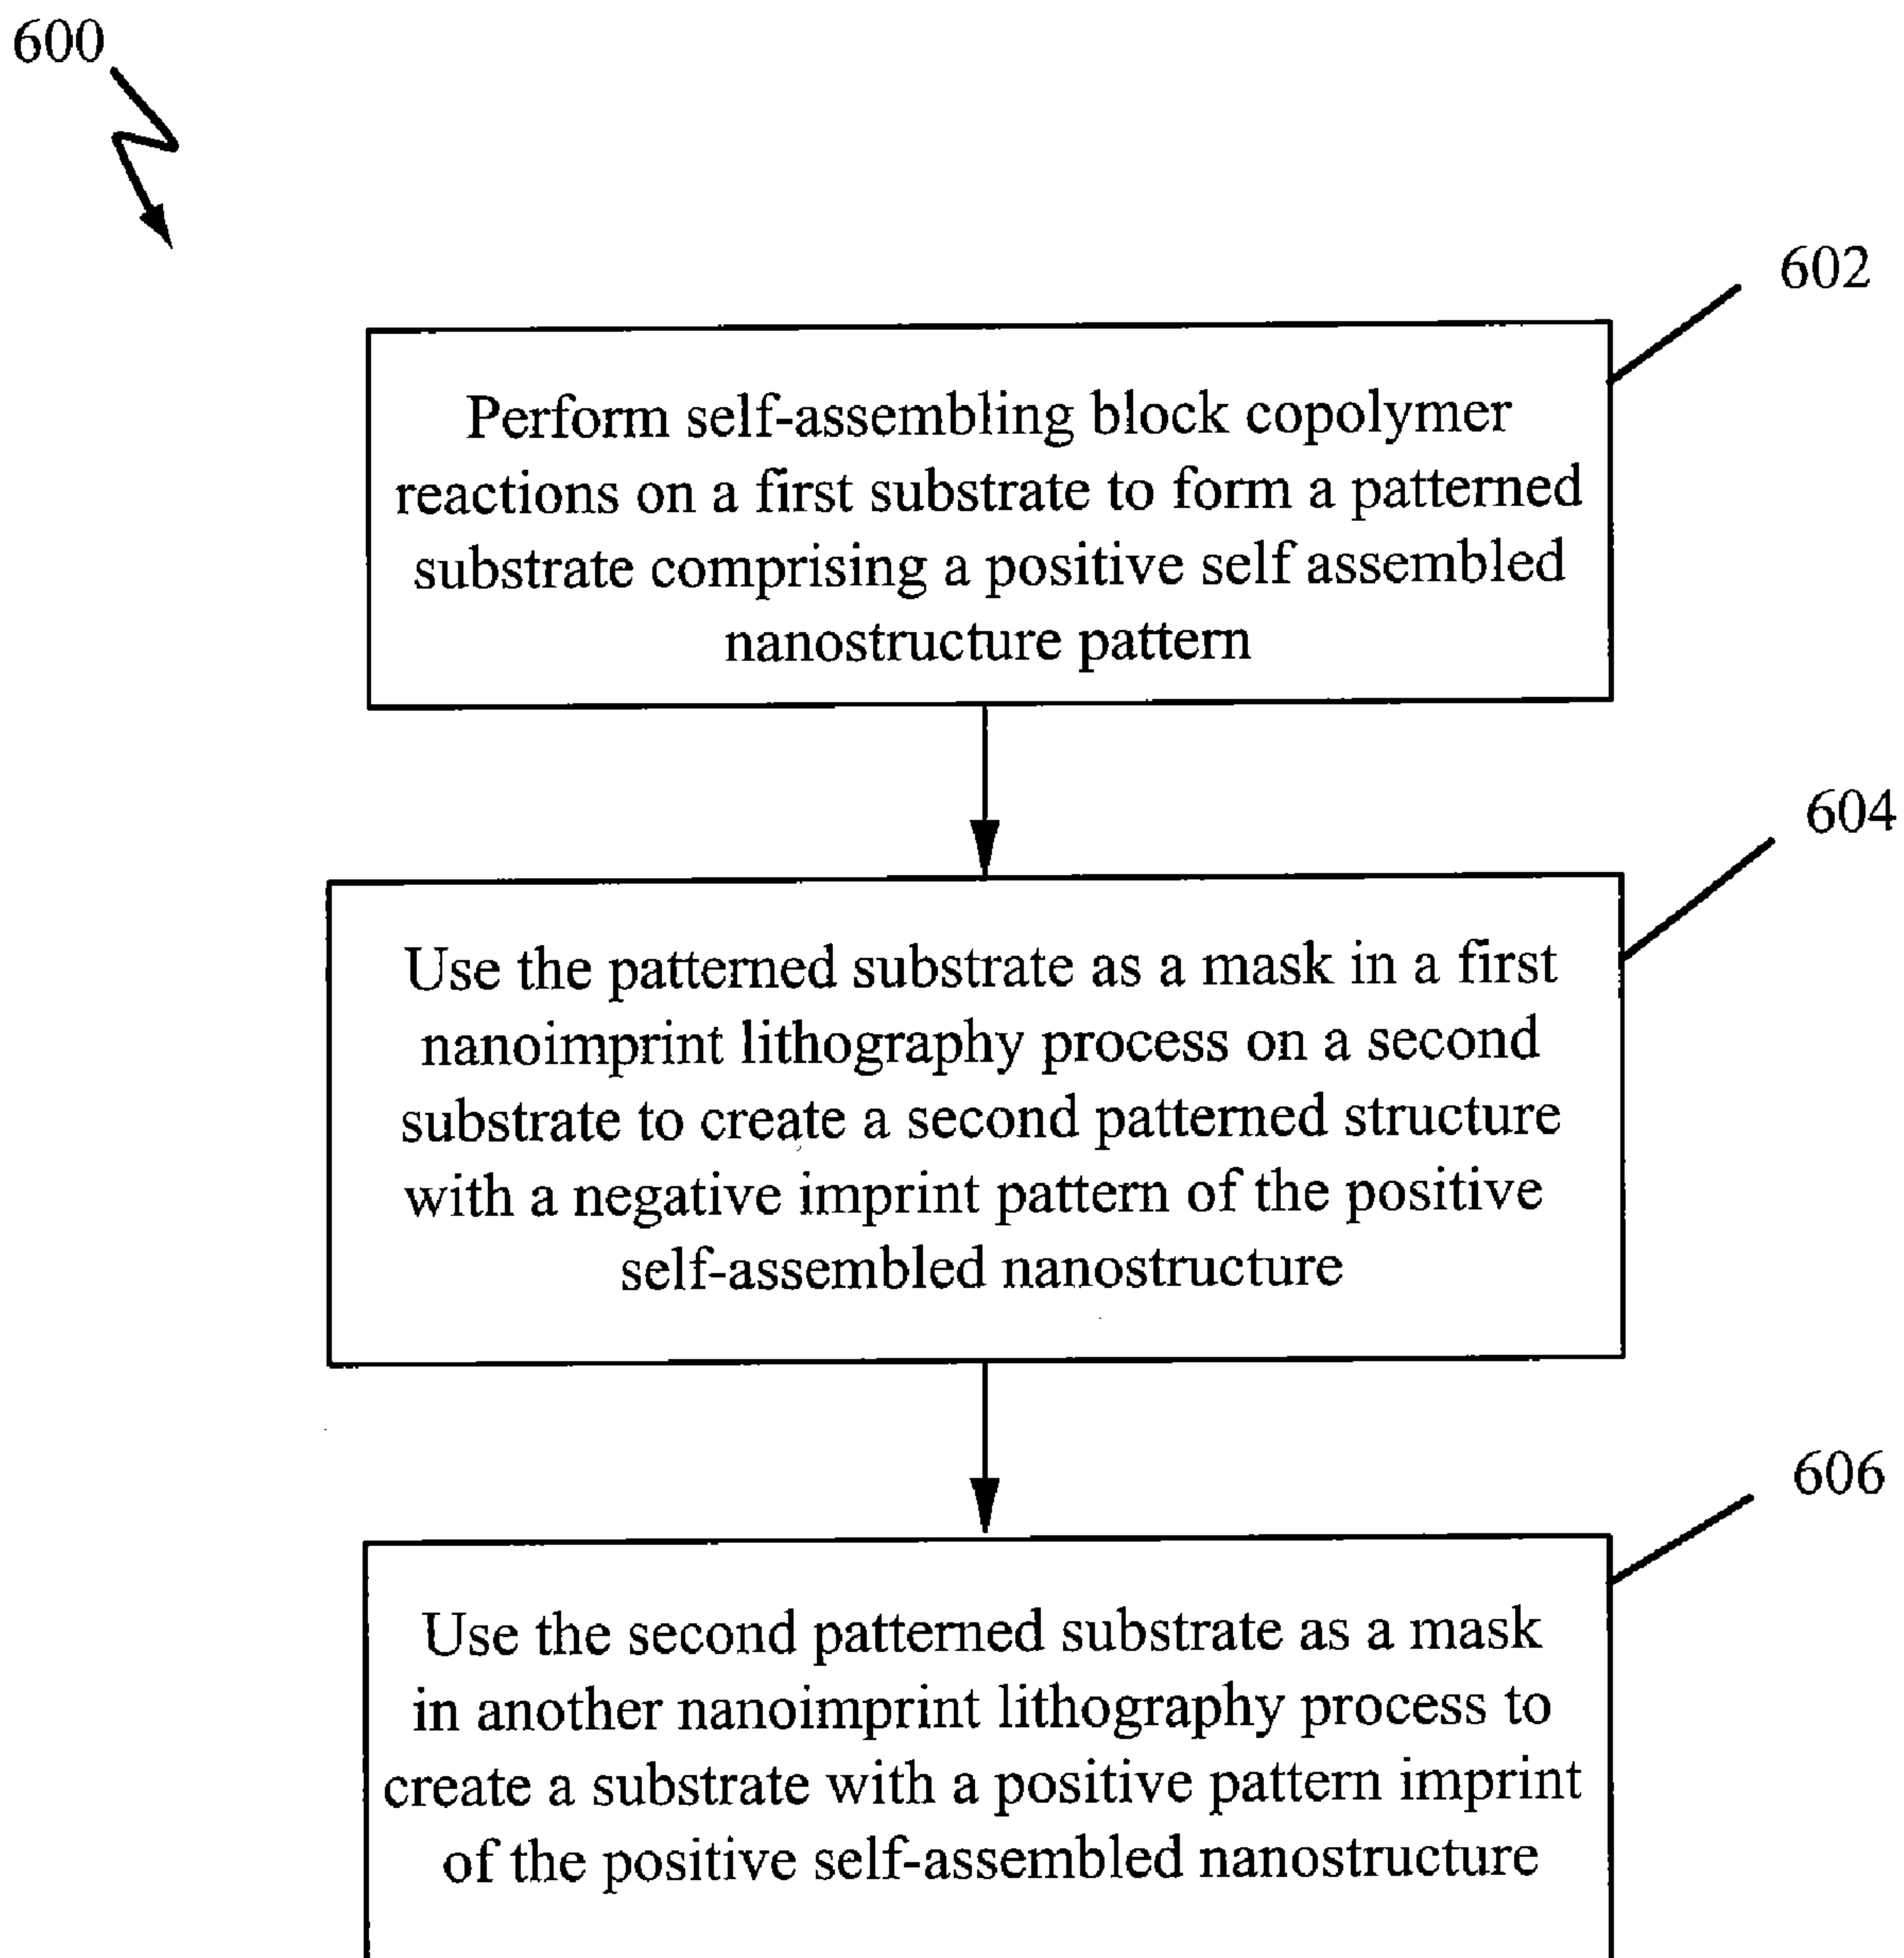 600
602
Perform self-assembling block copolymer
reactions on a first substrate to form a patterned
substrate comprising a positive self assembled
nanostructure pattern
604
Use the patterned substrate as a mask in a first
nanoimprint lithography process on a second
substrate to create a second patterned structure
with a negative imprint pattern of the positive
self-assembled nanostructure
606
Use the second patterned substrate as a mask
in another nanoimprint lithography process to
create a substrate with a positive pattern imprint
of the positive self-assembled nanostructure